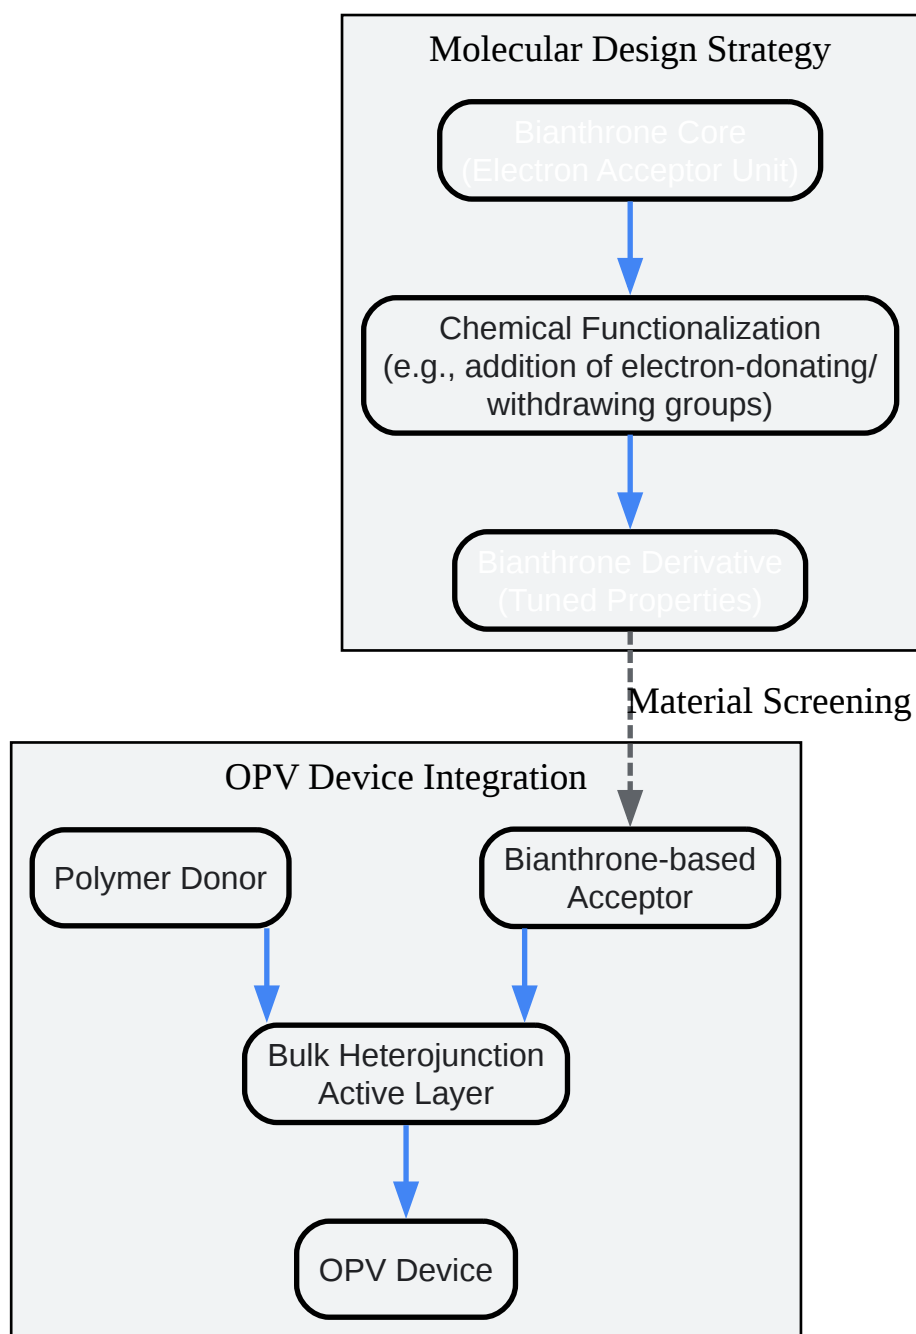 Molecular Design Strategy
Bianthrone Core
(Electron Acceptor Unit)
Chemical Functionalization
(e.g., addition of electron-donating/
withdrawing groups)
Bianthrone Derivative
(Tuned Properties)
Material Screening
OPV Device Integration
Polymer Donor
Bianthrone-based
Acceptor
Bulk Heterojunction
Active Layer
OPV Device